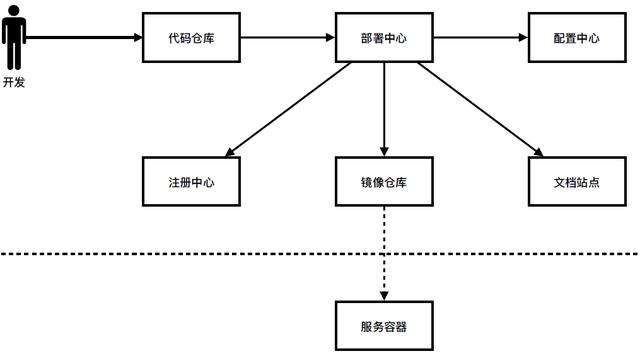 代码仓库
部署中心
配置中心
开发
注册中心
镜像仓库
文档站点
服务容器